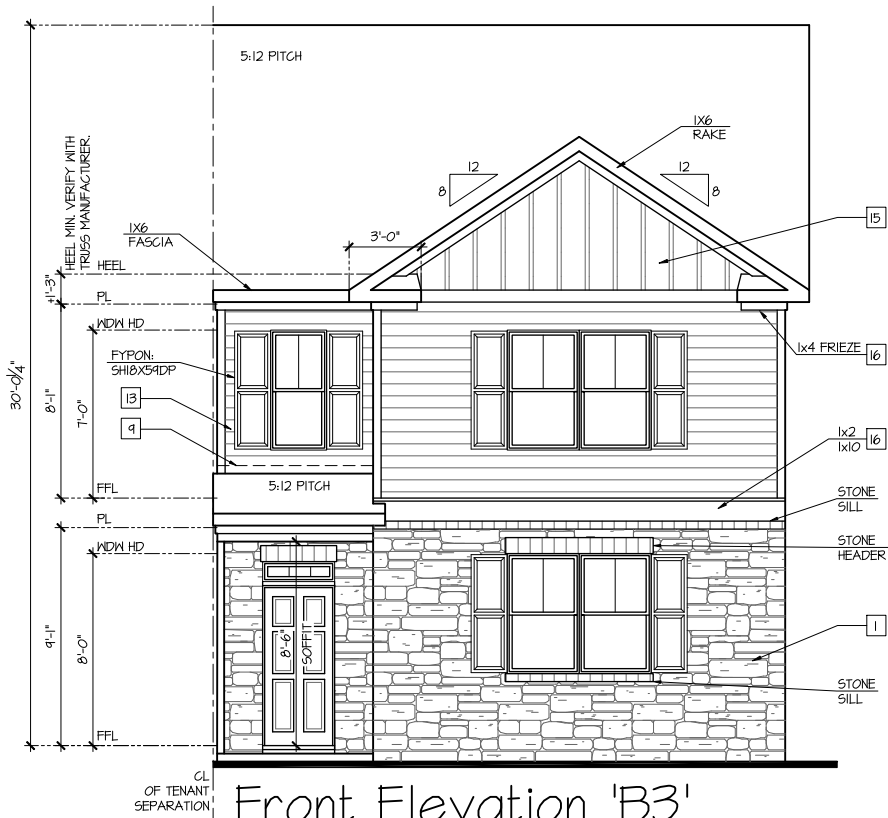 5:12 PITCH
1X6
RAKE
12
8
12
8
15
HEEL MIN. VERIFY WITH
TRUSS MANUFACTURER.
1X6
FASCIA
3'-0"
HEEL
+1'-3"
PL
WDW HD
30'-0¼"
8'-1"
7'-0"
FYPON:
SH18X59DP
13
9
1x4 FRIEZE
16
1x2
1x10
16
FFL
5:12 PITCH
STONE
SILL
PL
WDW HD
STONE
HEADER
9'-1"
8'-0"
8'-6"
SOFFIT
1
STONE
SILL
FFL
CL
OF TENANT
SEPARATION
Front Elevation 'B3'